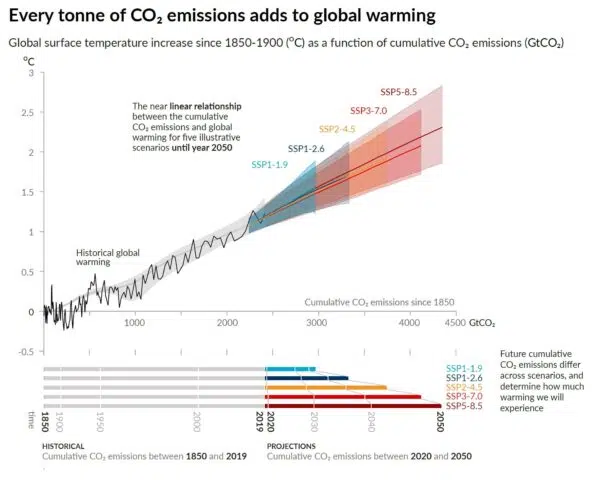 Every tonne of CO₂ emissions adds to global warming
Global surface temperature increase since 1850-1900 (°C) as a function of cumulative CO₂ emissions (GtCO₂)
°C
3
2.5
2
1.5
1
0.5
0
-0.5
The near linear relationship
between the cumulative
CO₂ emissions and global
warming for five illustrative
scenarios until year 2050
SSP5-8.5
SSP3-7.0
SSP2-4.5
SSP1-2.6
SSP1-1.9
Historical global
warming
Cumulative CO₂ emissions since 1850
1000
2000
3000
4000
4500
GtCO₂
SSP1-1.9
SSP1-2.6
SSP2-4.5
SSP3-7.0
SSP5-8.5
Future cumulative
CO₂ emissions differ
across scenarios, and
determine how much
warming we will
experience
time
1850
1900
1950
2000
2019
2020
2030
2040
2050
HISTORICAL
Cumulative CO₂ emissions between 1850 and 2019
PROJECTIONS
Cumulative CO₂ emissions between 2020 and 2050